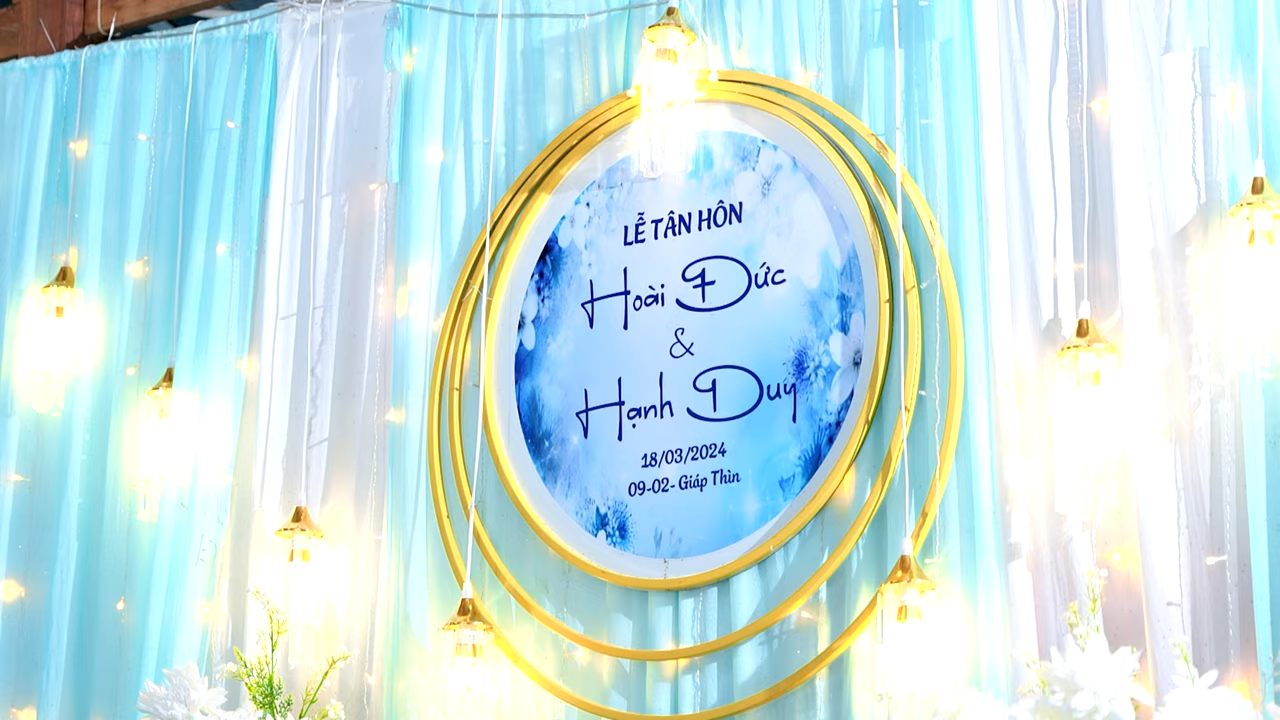 LỄ TÂN HÔN
Hoài Đức
&
Hạnh Duy
18/03/2024
09-02- Giáp Thìn